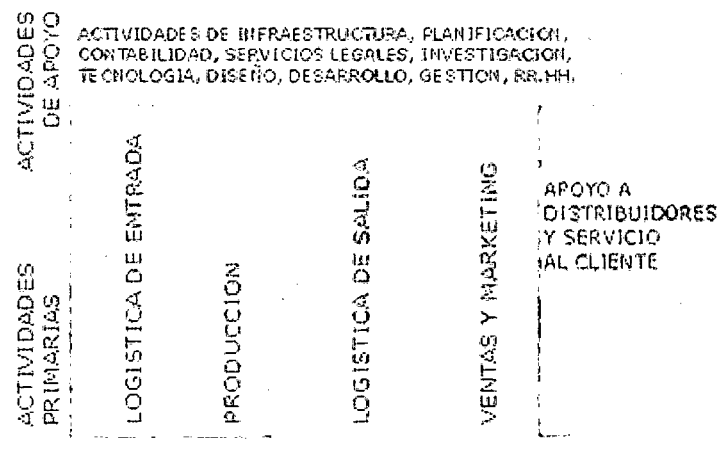 ACTIVIDADES
DE APOYO
ACTIVIDADES DE INFRAESTRUCTURA, PLANIFICACION,
CONTABILIDAD, SERVICIOS LEGALES, INVESTIGACION,
TECNOLOGIA, DISEÑO, DESARROLLO, GESTION, RR.HH.
ACTIVIDADES
PRIMARIAS
LOGISTICA DE ENTRADA
PRODUCCION
LOGISTICA DE SALIDA
VENTAS Y MARKETING
APOYO A
DISTRIBUIDORES
Y SERVICIO
AL CLIENTE